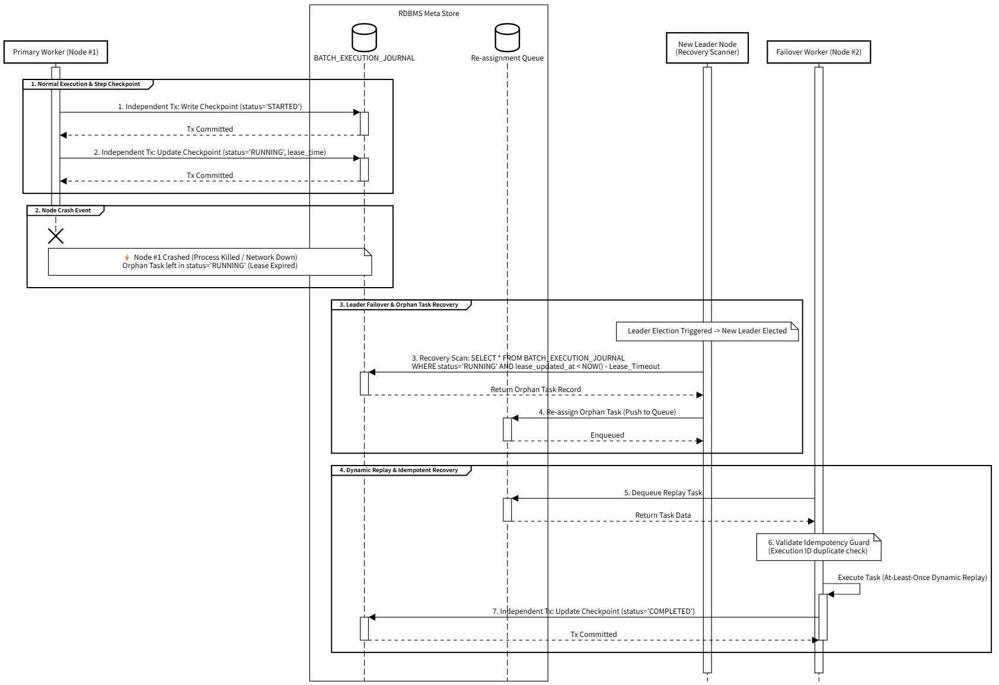 RDBMS Meta Store
Primary Worker (Node #1)
BATCH_EXECUTION_JOURNAL
Re-assignment Queue
New Leader Node
(Recovery Scanner)
Failover Worker (Node #2)
1. Normal Execution & Step Checkpoint
1. Independent Tx: Write Checkpoint (status='STARTED')
Tx Committed
2. Independent Tx: Update Checkpoint (status='RUNNING', lease_time)
Tx Committed
2. Node Crash Event
⚡ Node #1 Crashed (Process Killed / Network Down)
Orphan Task left in status='RUNNING' (Lease Expired)
3. Leader Failover & Orphan Task Recovery
Leader Election Triggered -> New Leader Elected
3. Recovery Scan: SELECT * FROM BATCH_EXECUTION_JOURNAL
WHERE status='RUNNING' AND lease_updated_at < NOW() - Lease_Timeout
Return Orphan Task Record
4. Re-assign Orphan Task (Push to Queue)
Enqueued
4. Dynamic Replay & Idempotent Recovery
5. Dequeue Replay Task
Return Task Data
6. Validate Idempotency Guard
(Execution ID duplicate check)
Execute Task (At-Least-Once Dynamic Replay)
7. Independent Tx: Update Checkpoint (status='COMPLETED')
Tx Committed